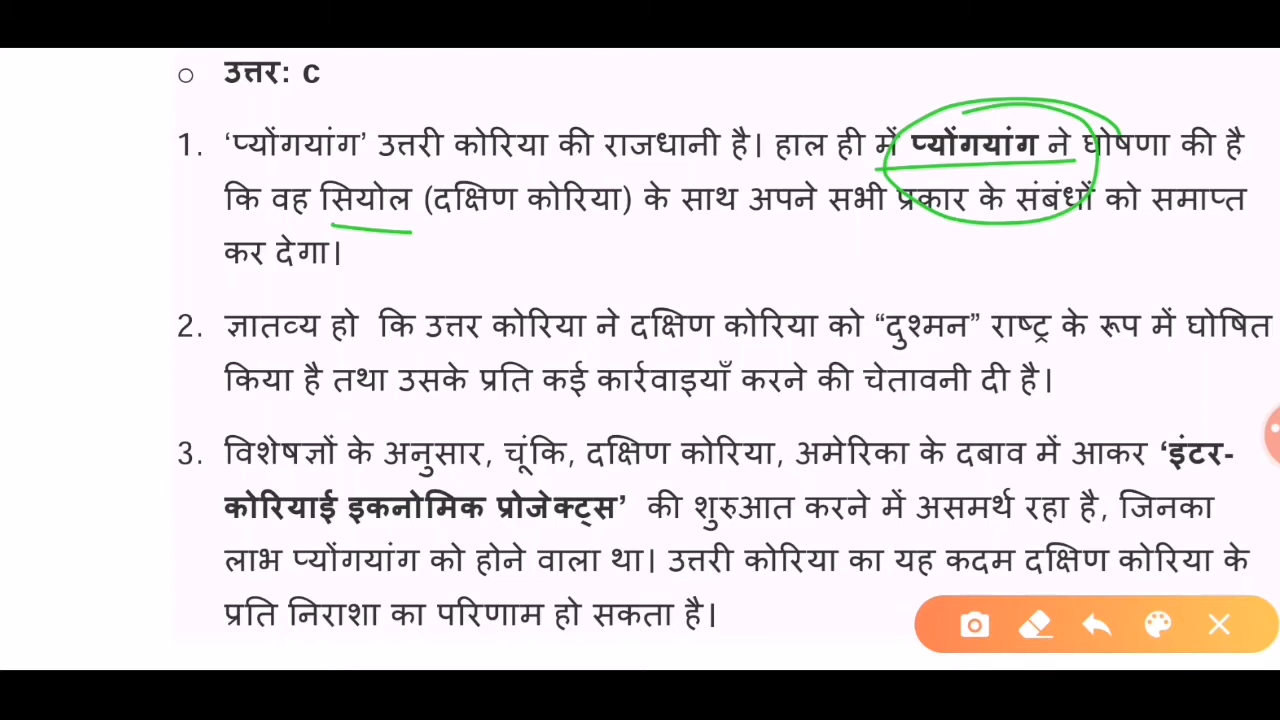 ○ उत्तर: C
1. ‘प्योंगयांग’ उत्तरी कोरिया की राजधानी है। हाल ही में प्योंगयांग ने घोषणा की है
कि वह सियोल (दक्षिण कोरिया) के साथ अपने सभी प्रकार के संबंधों को समाप्त
कर देगा।
2. ज्ञातव्य हो कि उत्तर कोरिया ने दक्षिण कोरिया को “दुश्मन” राष्ट्र के रूप में घोषित
किया है तथा उसके प्रति कई कार्रवाइयाँ करने की चेतावनी दी है।
3. विशेषज्ञों के अनुसार, चूंकि, दक्षिण कोरिया, अमेरिका के दबाव में आकर ‘इंटर-
कोरियाई इकनोमिक प्रोजेक्ट्स’ की शुरुआत करने में असमर्थ रहा है, जिनका
लाभ प्योंगयांग को होने वाला था। उत्तरी कोरिया का यह कदम दक्षिण कोरिया के
प्रति निराशा का परिणाम हो सकता है।